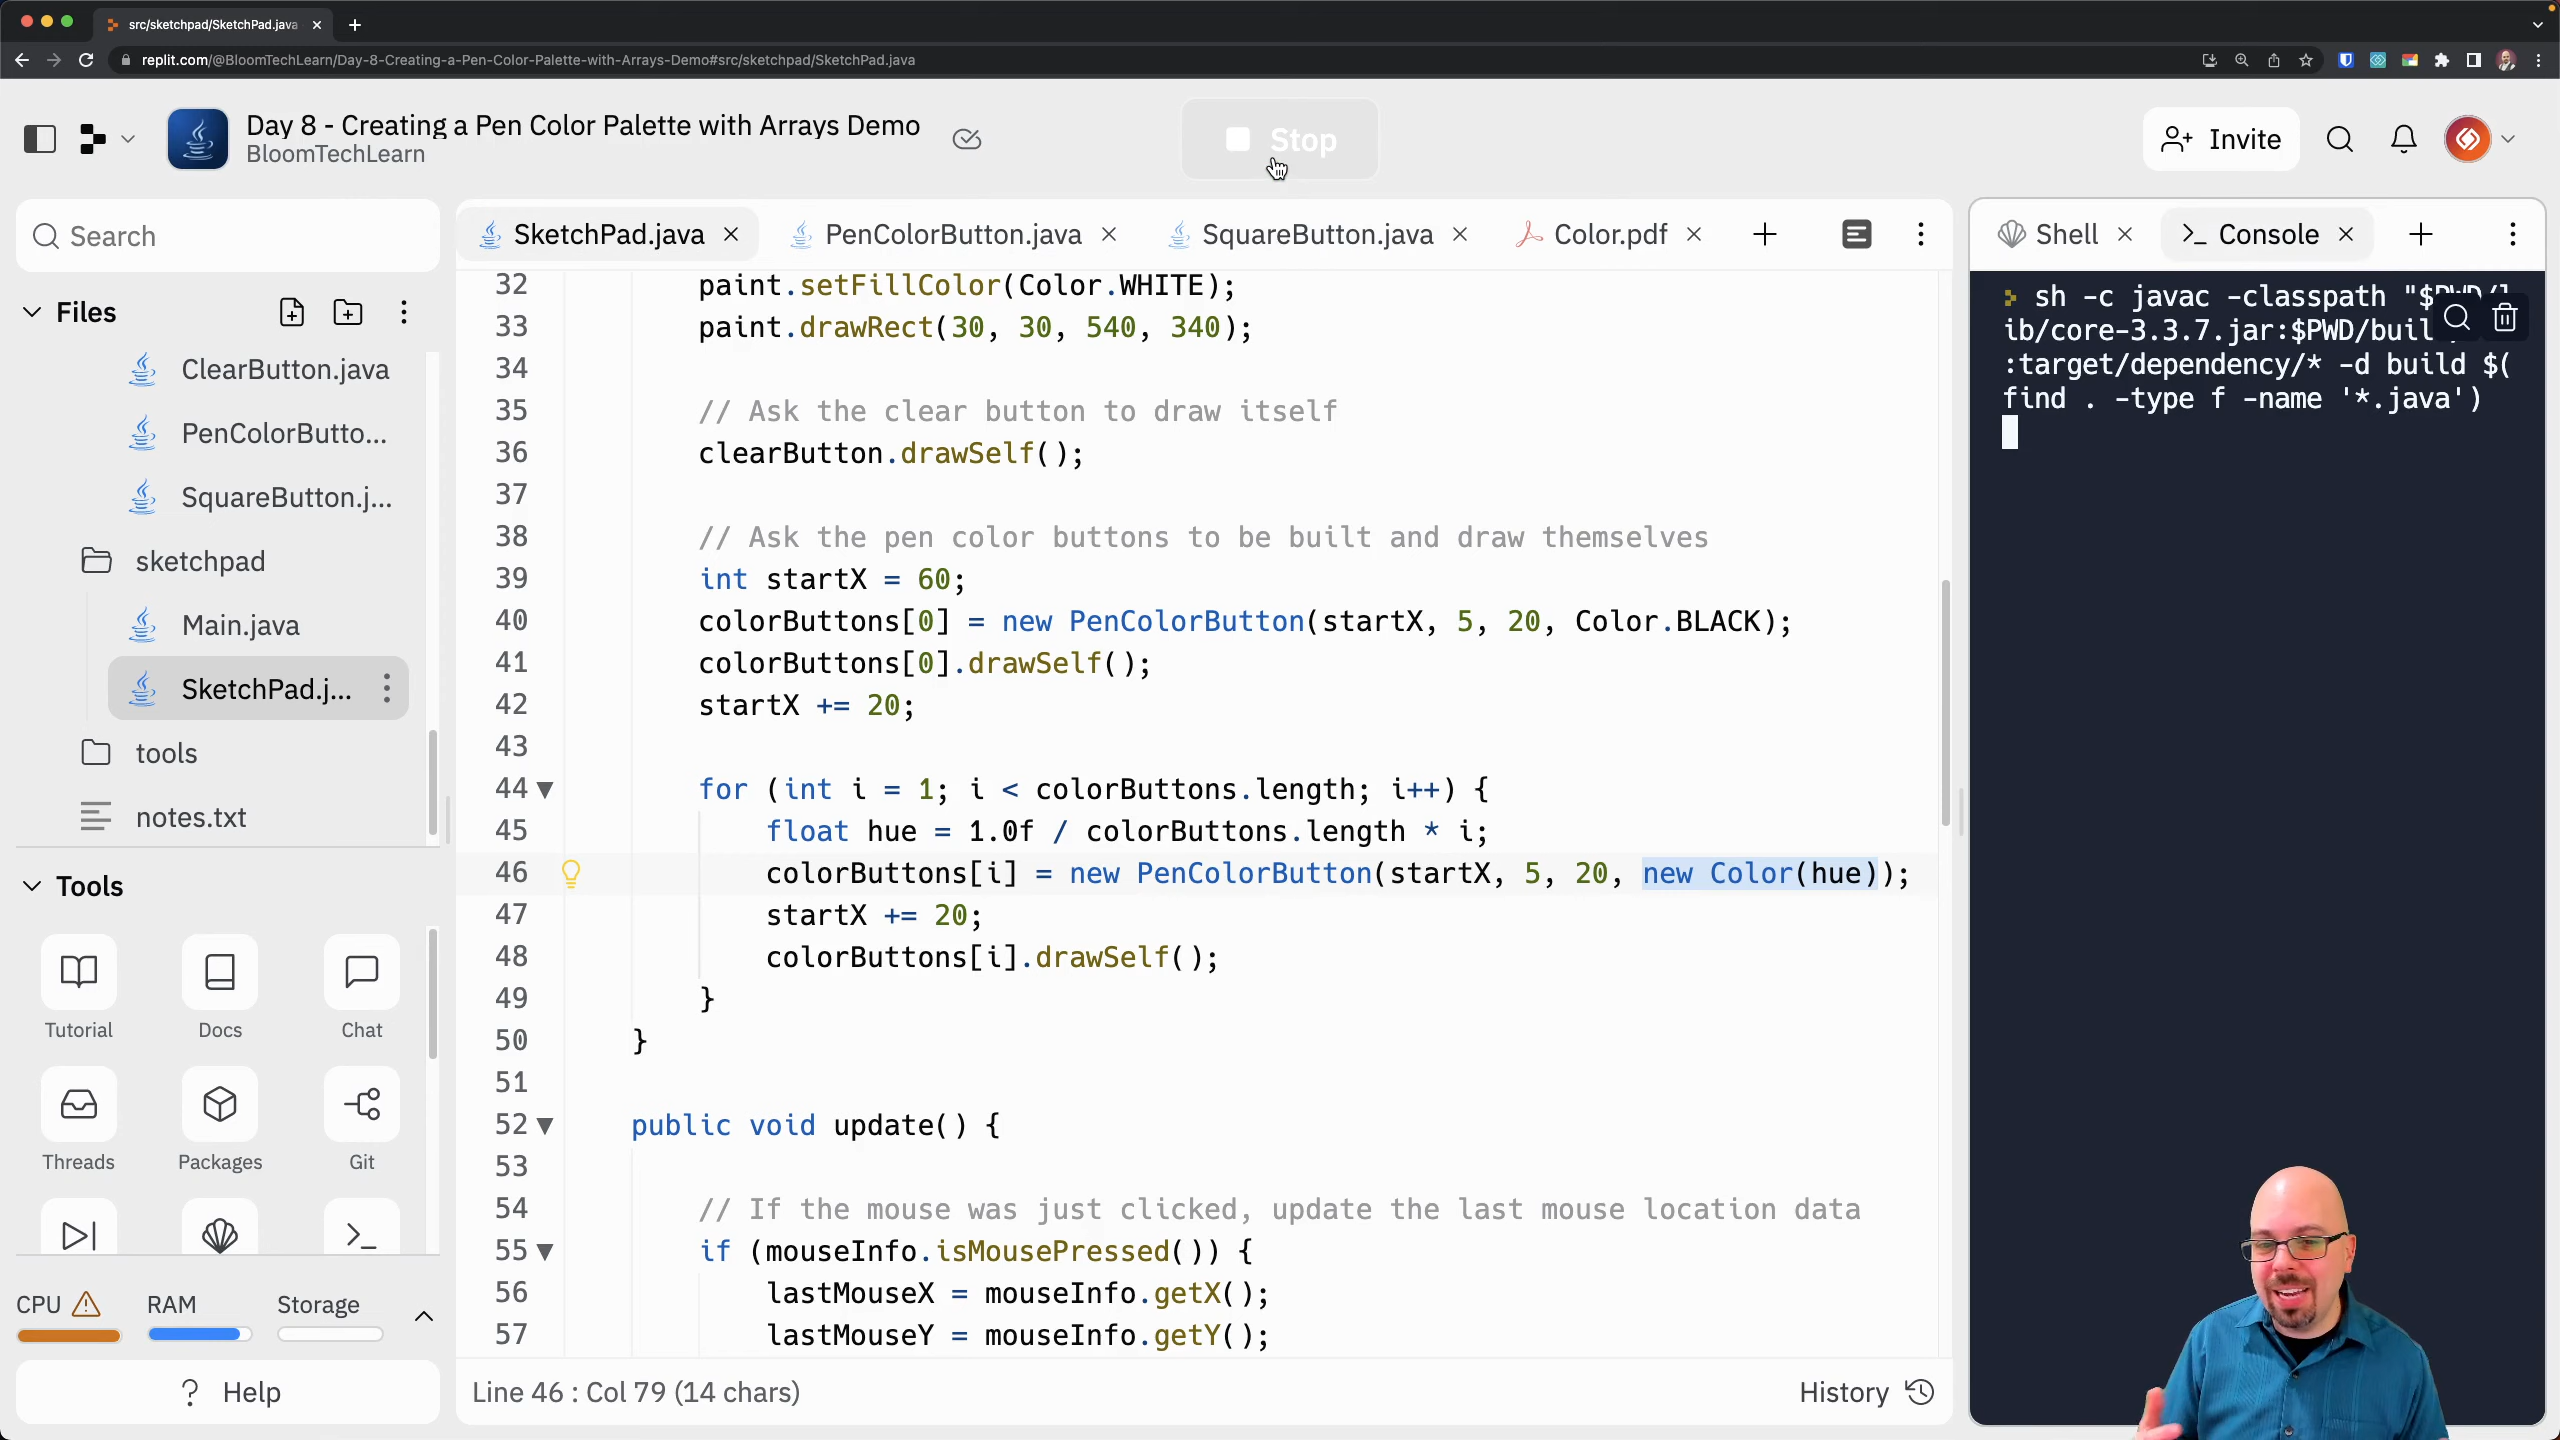 src/sketchpad/SketchPad.java
replit.com/@BloomTechLearn/Day-8-Creating-a-Pen-Color-Palette-with-Arrays-Demo#src/sketchpad/SketchPad.java
Day 8 - Creating a Pen Color Palette with Arrays Demo
BloomTechLearn
Stop
Invite
Search
Files
ClearButton.java
PenColorButto...
SquareButton.j...
sketchpad
Main.java
SketchPad.j...
tools
notes.txt
Tools
Tutorial
Docs
Chat
Threads
Packages
Git
CPU
RAM
Storage
? Help
SketchPad.java
PenColorButton.java
SquareButton.java
Color.pdf
32 paint.setFillColor(Color.WHITE);
33 paint.drawRect(30, 30, 540, 340);
34
35 // Ask the clear button to draw itself
36 clearButton.drawSelf();
37
38 // Ask the pen color buttons to be built and draw themselves
39 int startX = 60;
40 colorButtons[0] = new PenColorButton(startX, 5, 20, Color.BLACK);
41 colorButtons[0].drawSelf();
42 startX += 20;
43
44 for (int i = 1; i < colorButtons.length; i++) {
45 float hue = 1.0f / colorButtons.length * i;
46 colorButtons[i] = new PenColorButton(startX, 5, 20, new Color(hue));
47 startX += 20;
48 colorButtons[i].drawSelf();
49 }
50 }
51
52 public void update() {
53
54 // If the mouse was just clicked, update the last mouse location data
55 if (mouseInfo.isMousePressed()) {
56 lastMouseX = mouseInfo.getX();
57 lastMouseY = mouseInfo.getY();
Line 46 : Col 79 (14 chars)
History
Shell
Console
sh -c javac -classpath "$PWD/l
ib/core-3.3.7.jar:$PWD/buil
:target/dependency/* -d build $(
find . -type f -name '*.java')